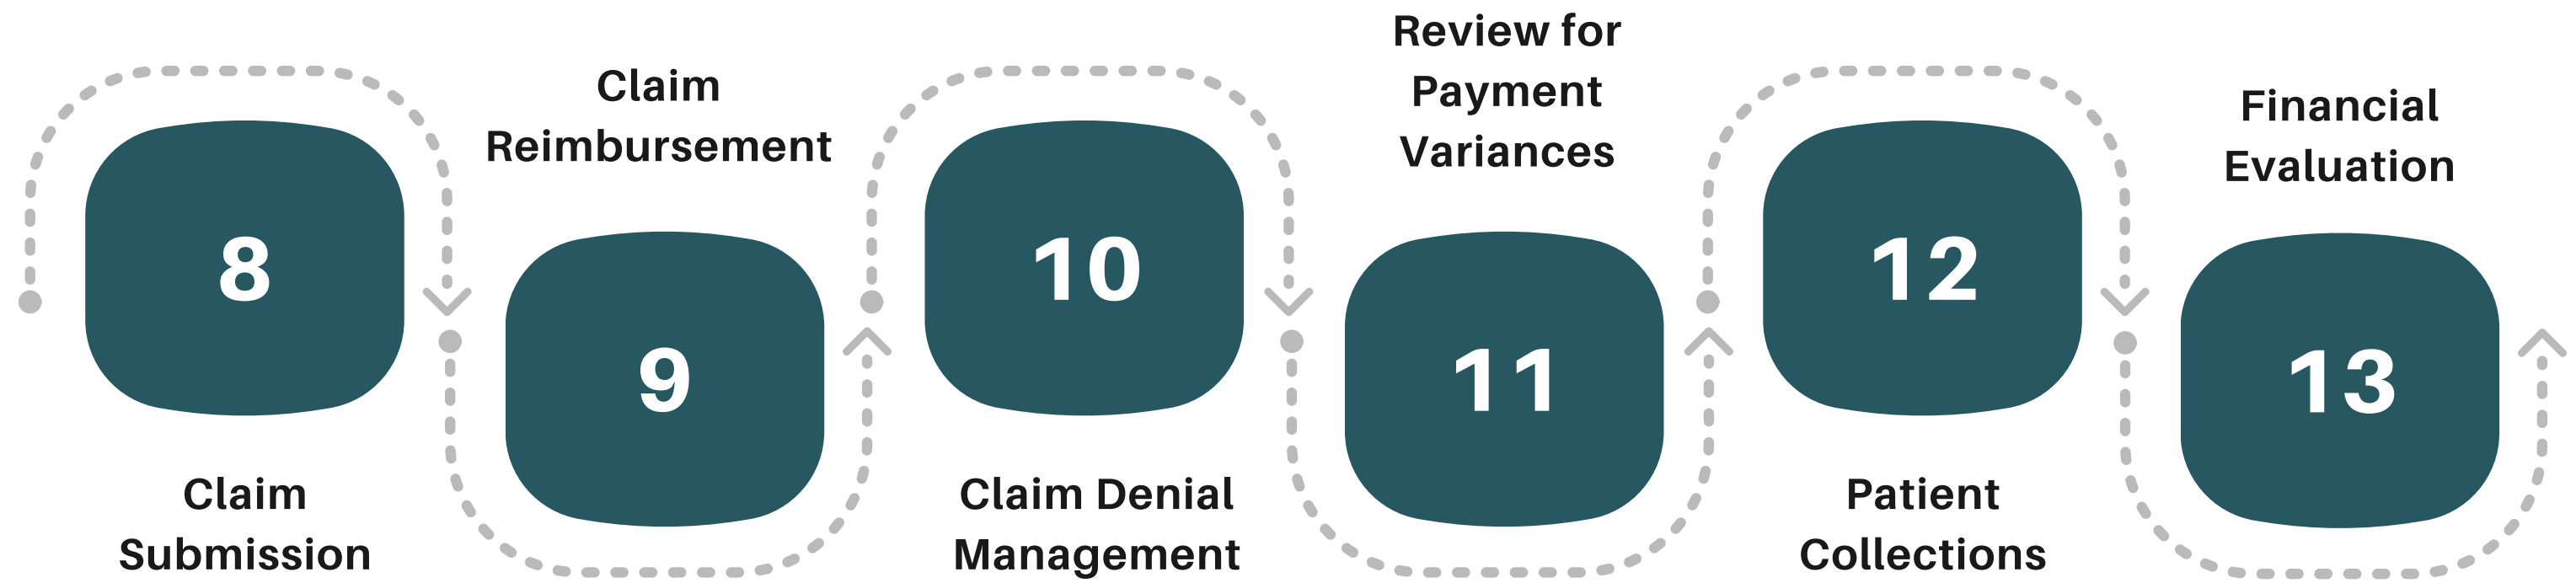 8
Claim
Submission
Claim
Reimbursement
9
10
Claim Denial
Management
Review for
Payment
Variances
11
12
Patient
Collections
Financial
Evaluation
13